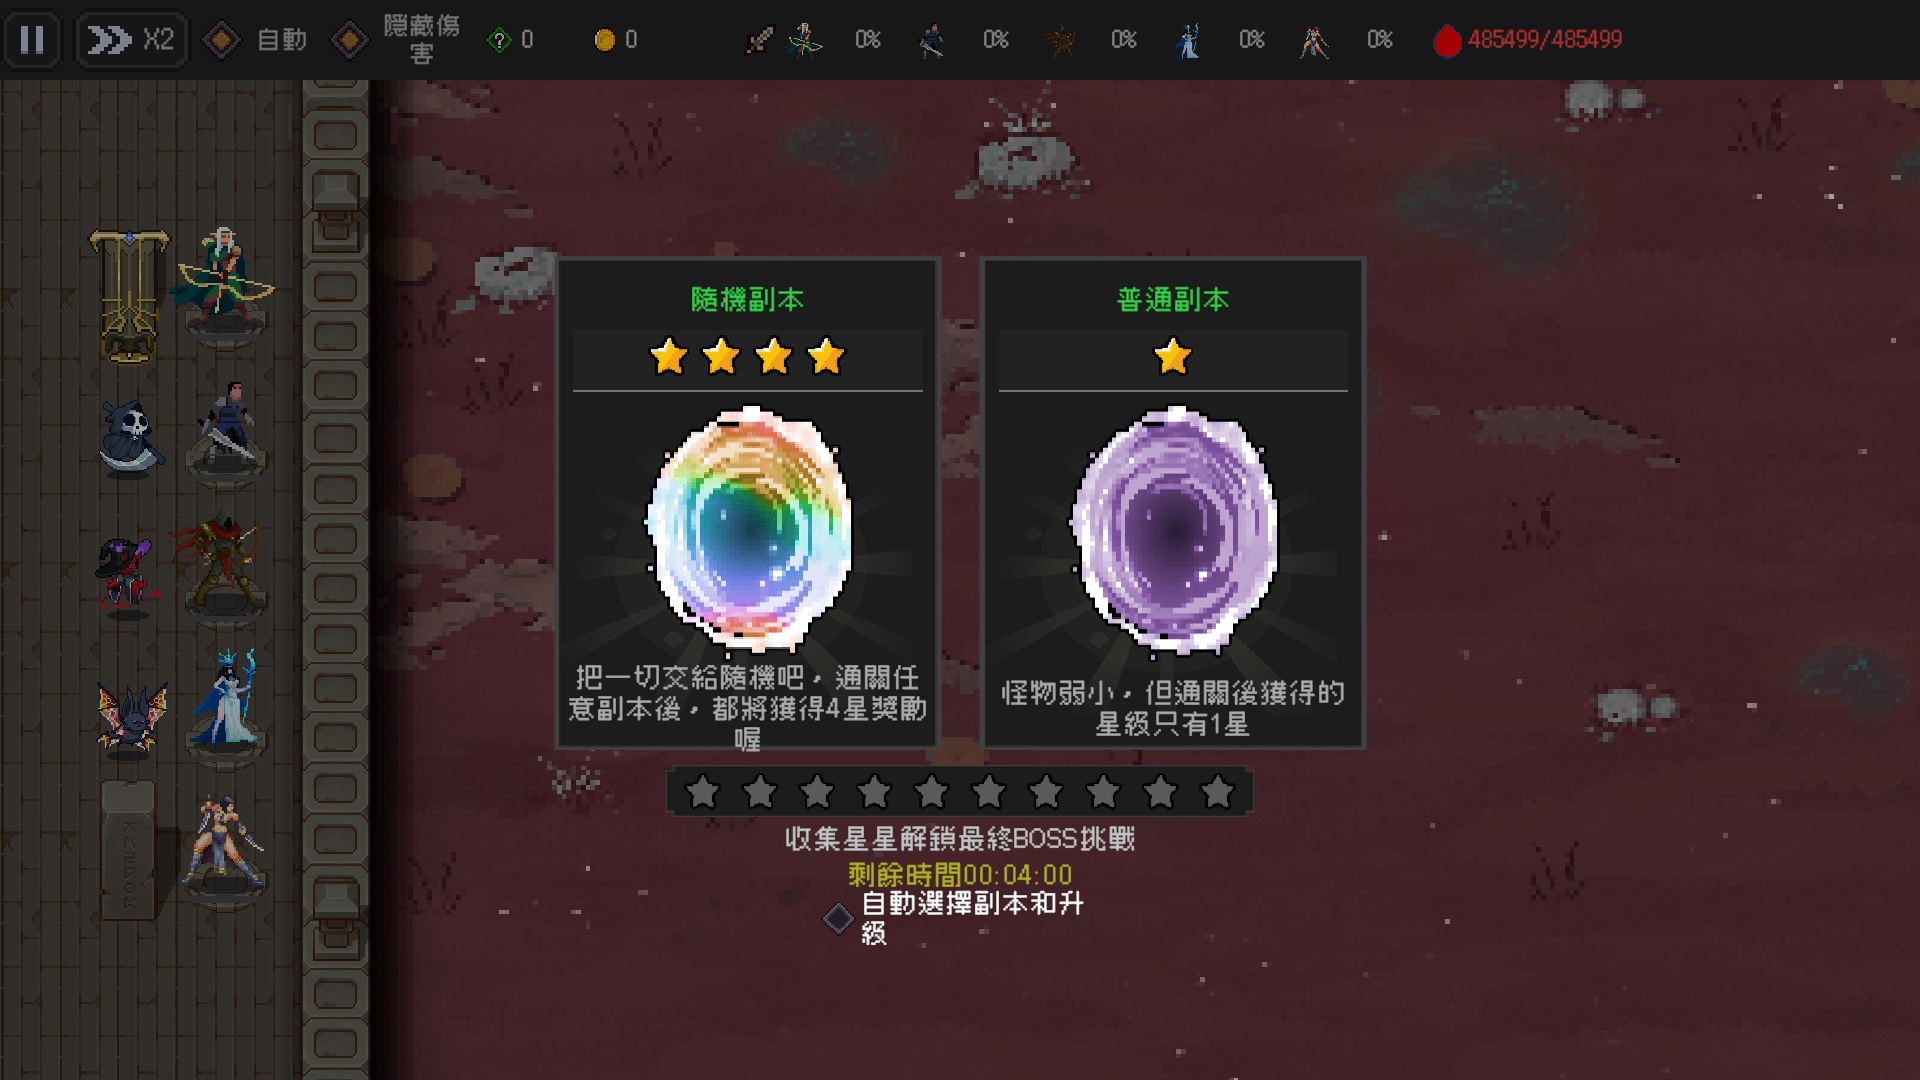 X2
自動
隱藏傷
害
0
0
0%
0%
0%
0%
0%
485499/485499
隨機副本
把一切交給隨機吧，通關任
意副本後，都將獲得4星獎勵
喔
普通副本
怪物弱小，但通關後獲得的
星級只有1星
收集星星解鎖最終BOSS挑戰
剩餘時間00:04:00
自動選擇副本和升
級